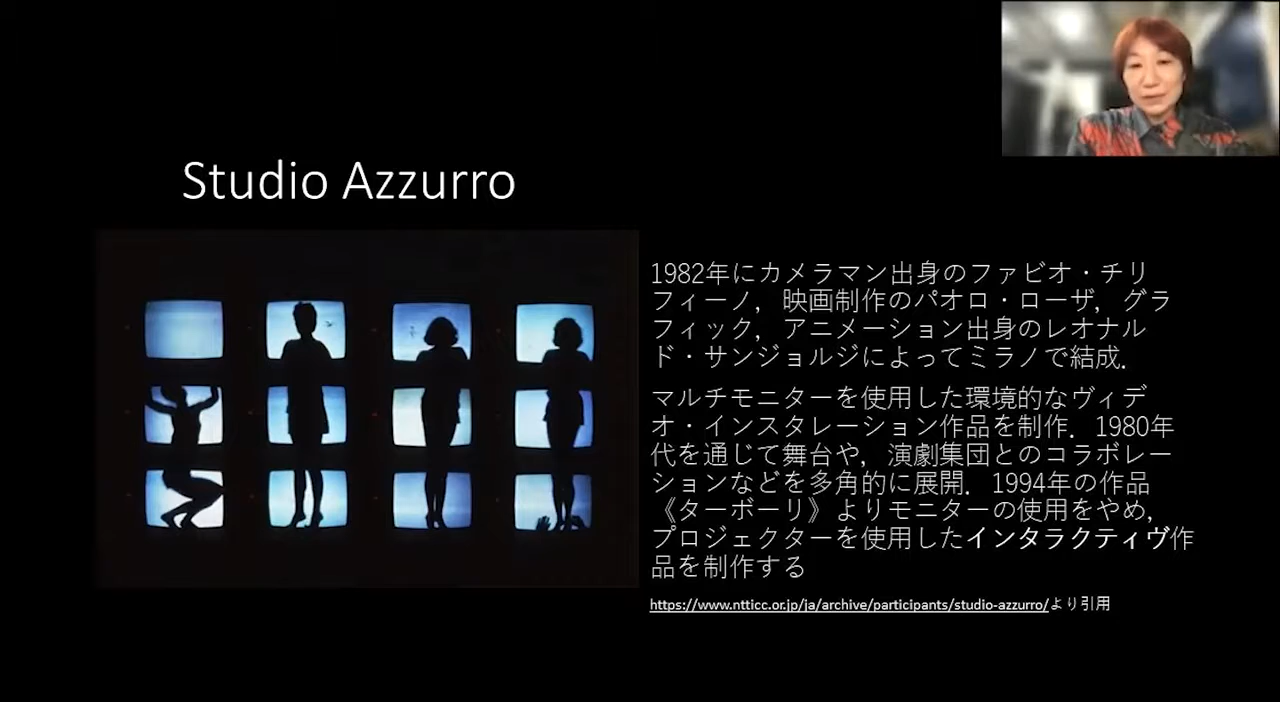 Studio Azzurro
1982年にカメラマン出身のファビオ・チリ
フィーノ，映画制作のパオロ・ローザ，グラ
フィック，アニメーション出身のレオナル
ド・サンジョルジによってミラノで結成．
マルチモニターを使用した環境的なヴィデ
オ・インスタレーション作品を制作．1980年
代を通じて舞台や，演劇集団とのコラボレー
ションなどを多角的に展開．1994年の作品
《ターボーリ》よりモニターの使用をやめ，
プロジェクターを使用したインタラクティヴ作
品を制作する
https://www.ntticc.or.jp/ja/archive/participants/studio-azzurro/より引用